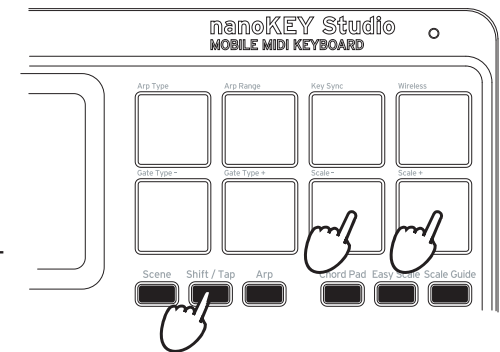 nanoKEY Studio
MOBILE MIDI KEYBOARD
Arp Type Arp Range Key Sync Wireless
Gate Type - Gate Type + Scale - Scale +
Scene Shift / Tap Arp Chord Pad Easy Scale Scale Guide